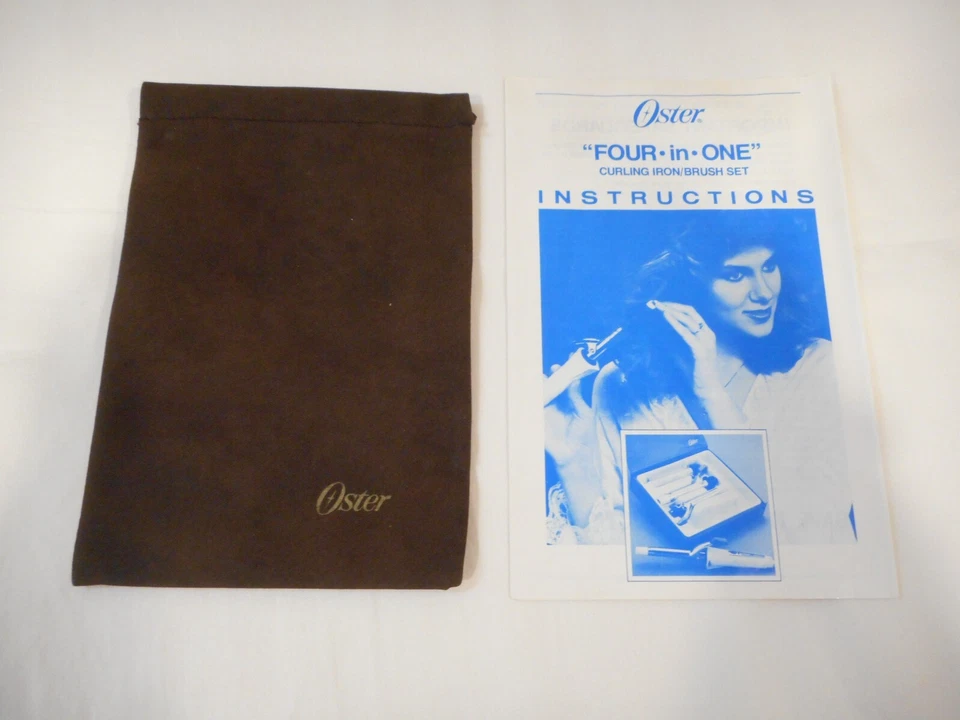 Oster
Oster
"FOUR•in•ONE"
CURLING IRON/BRUSH SET
INSTRUCTIONS